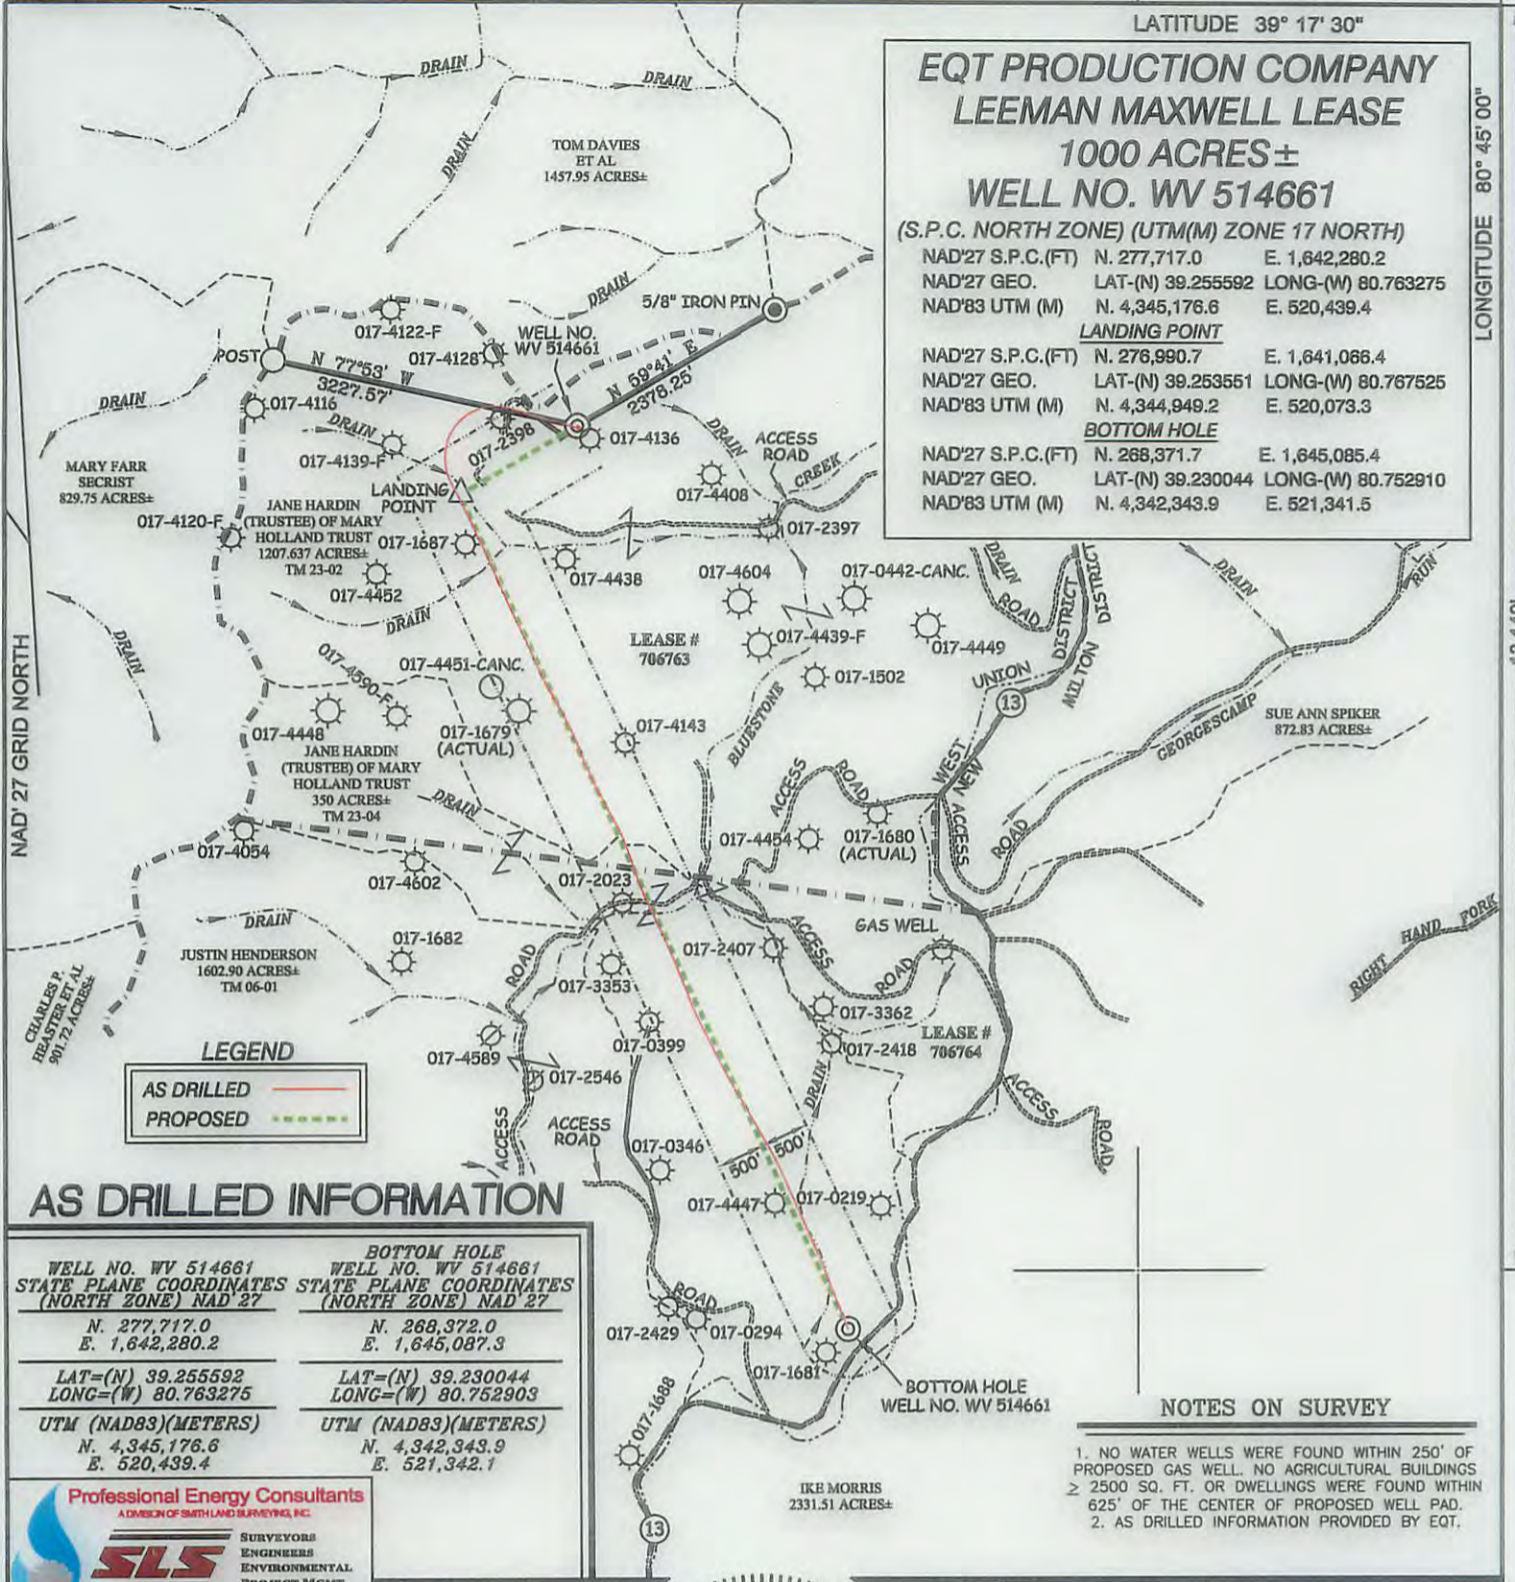 LATITUDE 39° 17' 30"
EQT PRODUCTION COMPANY
LEEMAN MAXWELL LEASE
1000 ACRES±
WELL NO. WV 514661
(S.P.C. NORTH ZONE) (UTM(M) ZONE 17 NORTH)
NAD'27 S.P.C.(FT) N. 277,717.0 E. 1,642,280.2
NAD'27 GEO. LAT-(N) 39.255592 LONG-(W) 80.763275
NAD'83 UTM (M) N. 4,345,176.6 E. 520,439.4
LANDING POINT
NAD'27 S.P.C.(FT) N. 276,990.7 E. 1,641,066.4
NAD'27 GEO. LAT-(N) 39.253551 LONG-(W) 80.767525
NAD'83 UTM (M) N. 4,344,949.2 E. 520,073.3
BOTTOM HOLE
NAD'27 S.P.C.(FT) N. 268,371.7 E. 1,645,085.4
NAD'27 GEO. LAT-(N) 39.230044 LONG-(W) 80.752910
NAD'83 UTM (M) N. 4,342,343.9 E. 521,341.5
LONGITUDE 80° 45' 00"
DRAIN
DRAIN
DRAIN
TOM DAVIES
ET AL
1457.95 ACRES±
DRAIN
5/8" IRON PIN
017-4122-F
WELL NO.
WV 514661
017-4128
POST
N 77°53' W
3227.57'
N 59°41' E
2378.25'
DRAIN
017-4116
DRAIN
017-4139-F
017-2398
017-4136
DRAIN
ACCESS
ROAD
CREEK
MARY FARR
SECRIST
829.75 ACRES±
LANDING
POINT
017-4408
017-4120-F
JANE HARDIN
(TRUSTEE) OF MARY
HOLLAND TRUST
1207.637 ACRES±
TM 23-02
017-1687
017-2397
017-4438
017-4452
DRAIN
017-4604
017-0442-CANC.
DRAIN
ROAD
DISTRICT
DISTRICT
DRAIN
RUN
DRAIN
LEASE #
706763
017-4439-F
017-4449
017-4590-F
017-4451-CANC.
017-1502
UNION
MILTON
13
NAD'27 GRID NORTH
017-4448
017-1679
(ACTUAL)
017-4143
BLUESTONE
WEST
NEW
GEORGESCAMP
SUE ANN SPIKER
872.83 ACRES±
JANE HARDIN
(TRUSTEE) OF MARY
HOLLAND TRUST
350 ACRES±
TM 23-04
DRAIN
ACCESS
ROAD
ACCESS
ROAD
017-4054
017-4454
017-1680
(ACTUAL)
017-4602
017-2023
DRAIN
GAS WELL
017-1682
ROAD
017-2407
ACCESS
ROAD
RIGHT HAND FORK
JUSTIN HENDERSON
1602.90 ACRES±
TM 06-01
CHARLES P.
HEASTER ET AL
901.72 ACRES±
017-3353
017-3362
LEASE #
706764
017-4589
017-0399
017-2418
LEGEND
AS DRILLED
PROPOSED
017-2546
DRAIN
ACCESS
ROAD
ACCESS
ACCESS
ROAD
017-0346
500'
500'
017-4447
017-0219
AS DRILLED INFORMATION
WELL NO. WV 514661
STATE PLANE COORDINATES
(NORTH ZONE) NAD'27
N. 277,717.0
E. 1,642,280.2
LAT=(N) 39.255592
LONG=(W) 80.763275
UTM (NAD83)(METERS)
N. 4,345,176.6
E. 520,439.4
BOTTOM HOLE
WELL NO. WV 514661
STATE PLANE COORDINATES
(NORTH ZONE) NAD'27
N. 268,372.0
E. 1,645,087.3
LAT=(N) 39.230044
LONG=(W) 80.752903
UTM (NAD83)(METERS)
N. 4,342,343.9
E. 521,342.1
ROAD
017-2429
017-0294
017-1681
017-1688
BOTTOM HOLE
WELL NO. WV 514661
IKE MORRIS
2331.51 ACRES±
13
NOTES ON SURVEY
1. NO WATER WELLS WERE FOUND WITHIN 250' OF
PROPOSED GAS WELL. NO AGRICULTURAL BUILDINGS
≥ 2500 SQ. FT. OR DWELLINGS WERE FOUND WITHIN
625' OF THE CENTER OF PROPOSED WELL PAD.
2. AS DRILLED INFORMATION PROVIDED BY EQT.
Professional Energy Consultants
A DIVISION OF SMITH LAND SURVEYING, INC.
SLS
SURVEYORS
ENGINEERS
ENVIRONMENTAL
PROJECT MGMT.